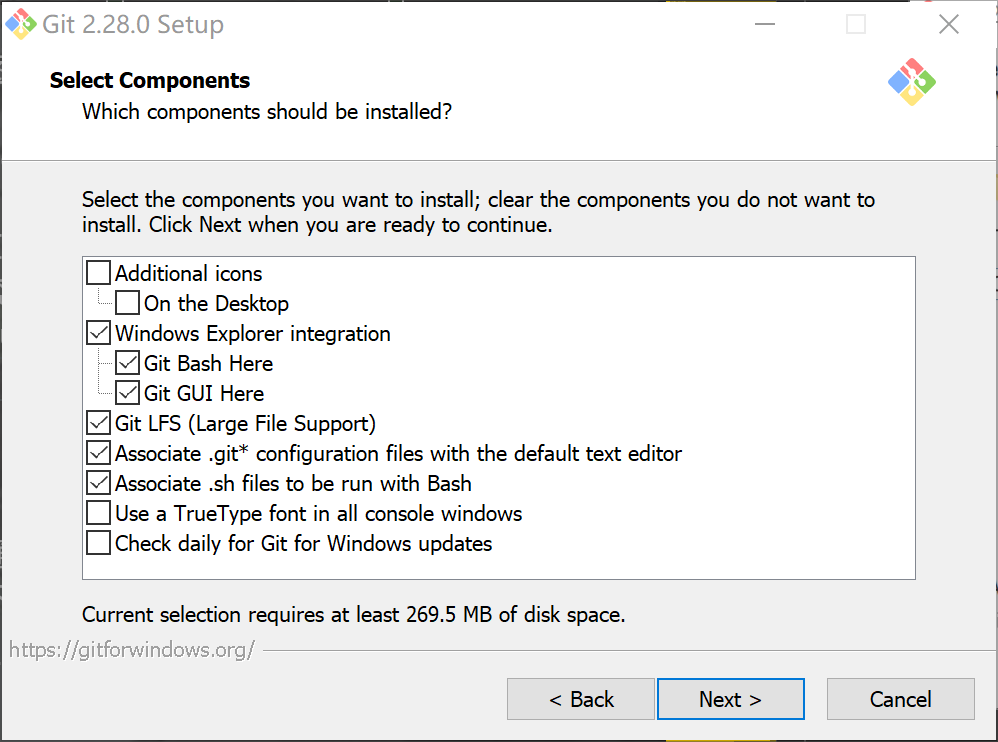 Git 2.28.0 Setup
Select Components
Which components should be installed?
Select the components you want to install; clear the components you do not want to
install. Click Next when you are ready to continue.
Additional icons
On the Desktop
Windows Explorer integration
Git Bash Here
Git GUI Here
Git LFS (Large File Support)
Associate .git* configuration files with the default text editor
Associate .sh files to be run with Bash
Use a TrueType font in all console windows
Check daily for Git for Windows updates
Current selection requires at least 269.5 MB of disk space.
https://gitforwindows.org/
< Back
Next >
Cancel